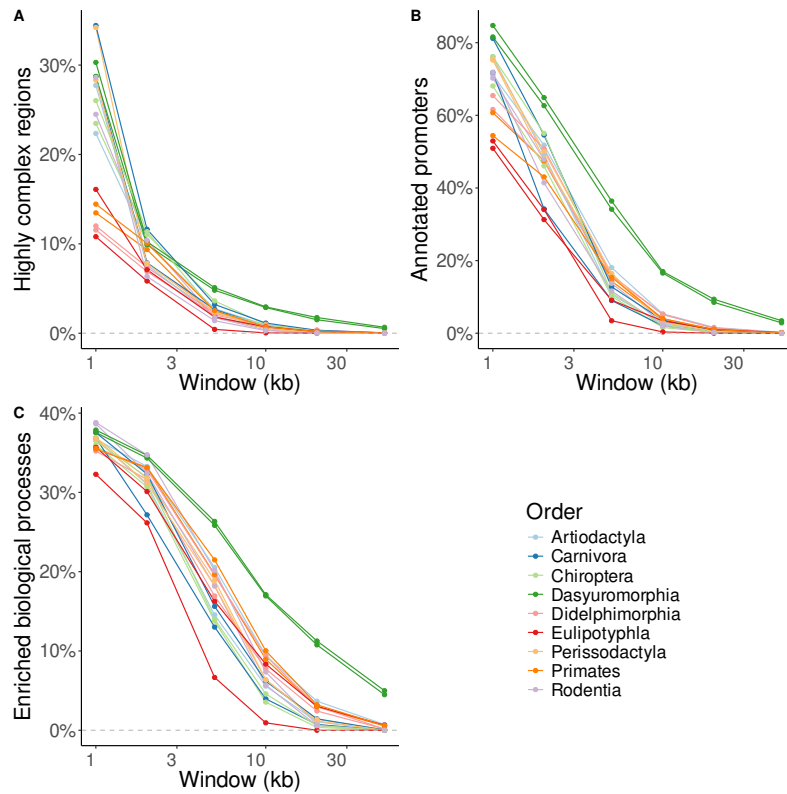 A
Highly complex regions
30%
20%
10%
0%
1
3
10
30
Window (kb)
B
Annotated promoters
80%
60%
40%
20%
0%
1
3
10
30
Window (kb)
C
Enriched biological processes
40%
30%
20%
10%
0%
1
3
10
30
Window (kb)
Order
Artiodactyla
Carnivora
Chiroptera
Dasyuromorphia
Didelphimorphia
Eulipotyphla
Perissodactyla
Primates
Rodentia